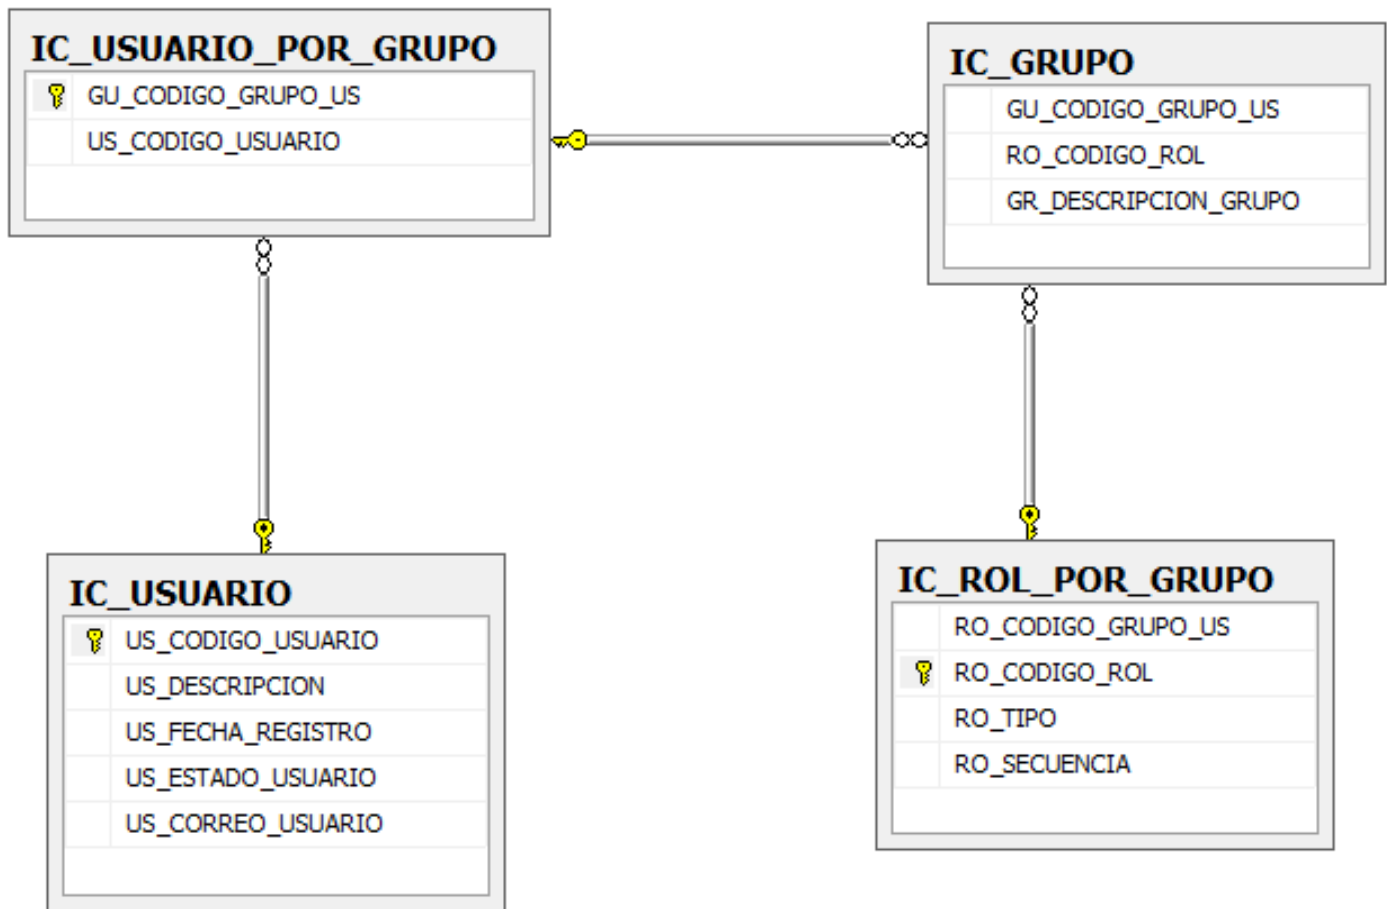 IC_USUARIO_POR_GRUPO
GU_CODIGO_GRUPO_US
US_CODIGO_USUARIO
IC_GRUPO
GU_CODIGO_GRUPO_US
RO_CODIGO_ROL
GR_DESCRIPCION_GRUPO
IC_USUARIO
US_CODIGO_USUARIO
US_DESCRIPCION
US_FECHA_REGISTRO
US_ESTADO_USUARIO
US_CORREO_USUARIO
IC_ROL_POR_GRUPO
RO_CODIGO_GRUPO_US
RO_CODIGO_ROL
RO_TIPO
RO_SECUENCIA